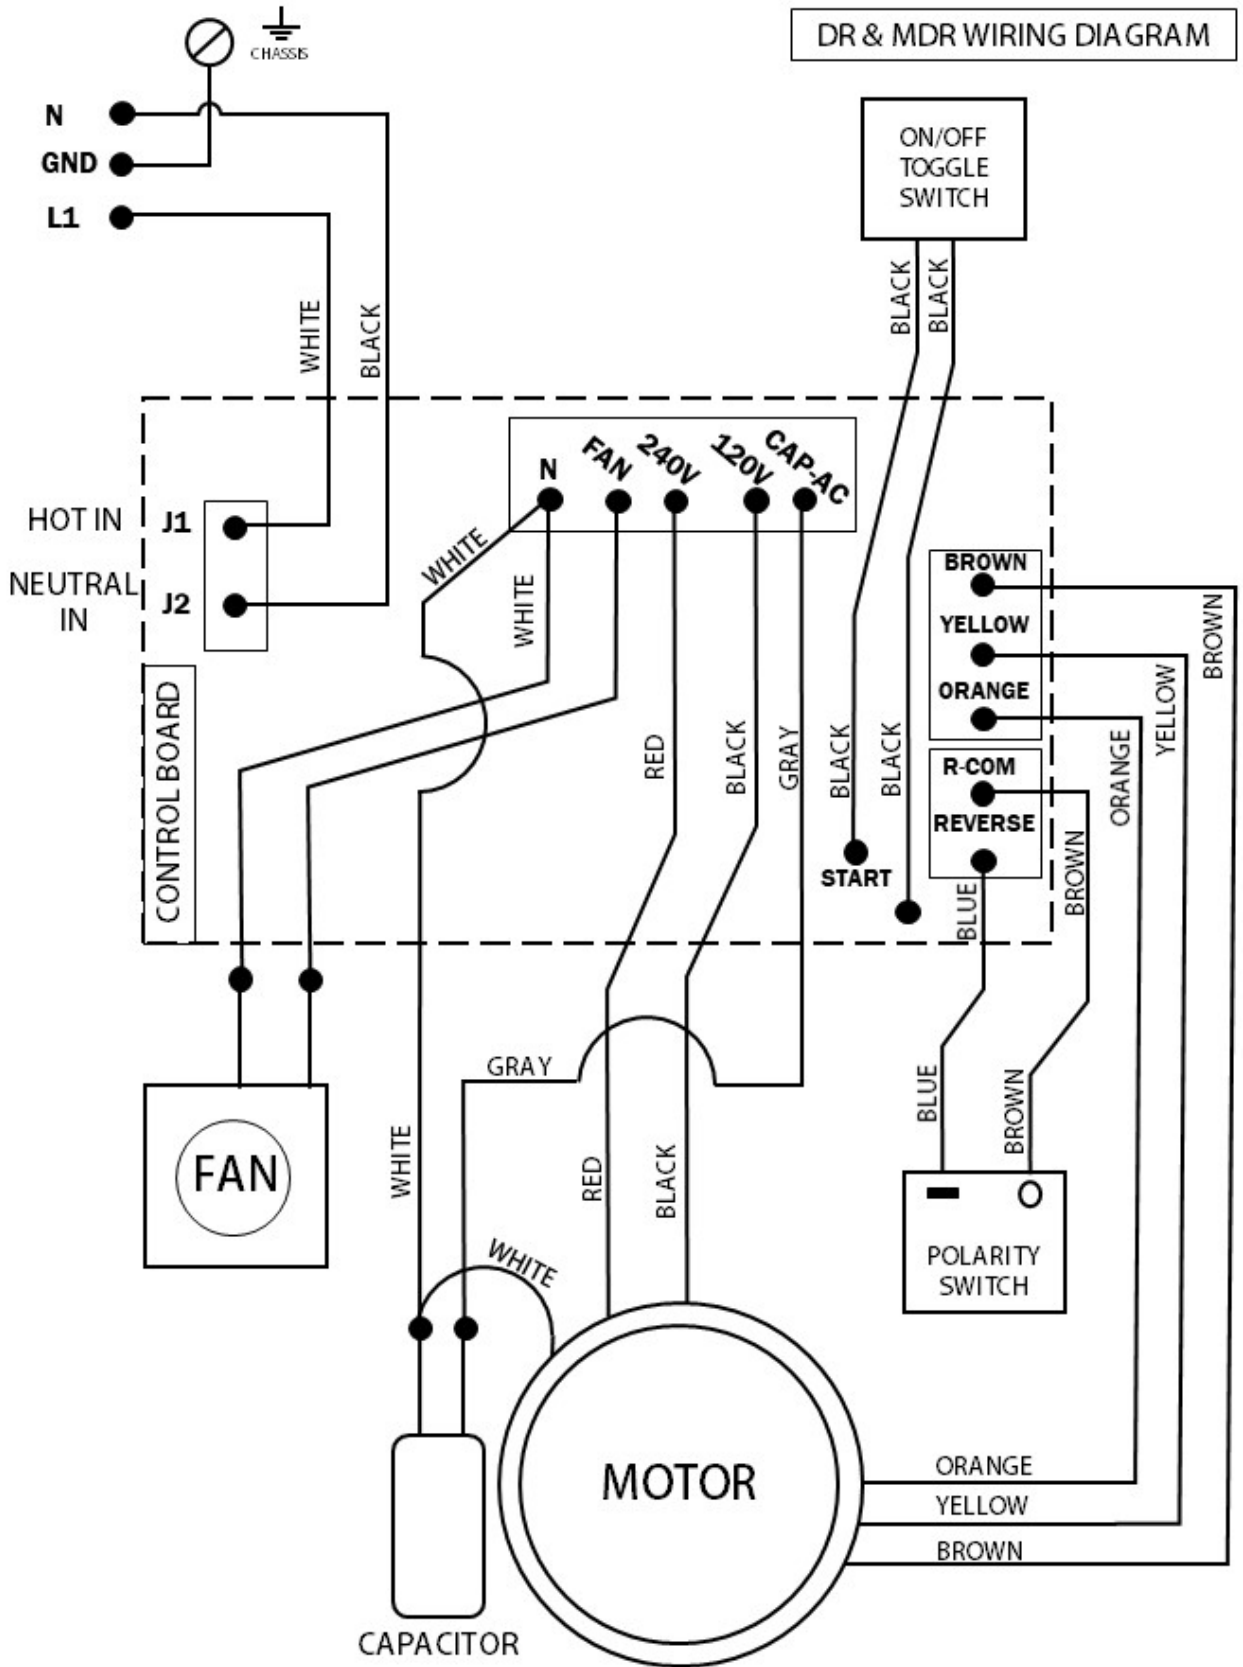 CHASSIS
DR & MDR WIRING DIAGRAM
N
GND
L1
ON/OFF
TOGGLE
SWITCH
WHITE
BLACK
BLACK
BLACK
N
FAN
240V
120V
CAP-AC
HOT IN
J1
NEUTRAL
IN
J2
WHITE
WHITE
BROWN
YELLOW
ORANGE
BROWN
YELLOW
ORANGE
CONTROL BOARD
RED
BLACK
GRAY
BLACK
BLACK
R-COM
REVERSE
START
BLUE
BROWN
GRAY
BLUE
BROWN
FAN
WHITE
RED
BLACK
WHITE
POLARITY
SWITCH
MOTOR
ORANGE
YELLOW
BROWN
CAPACITOR